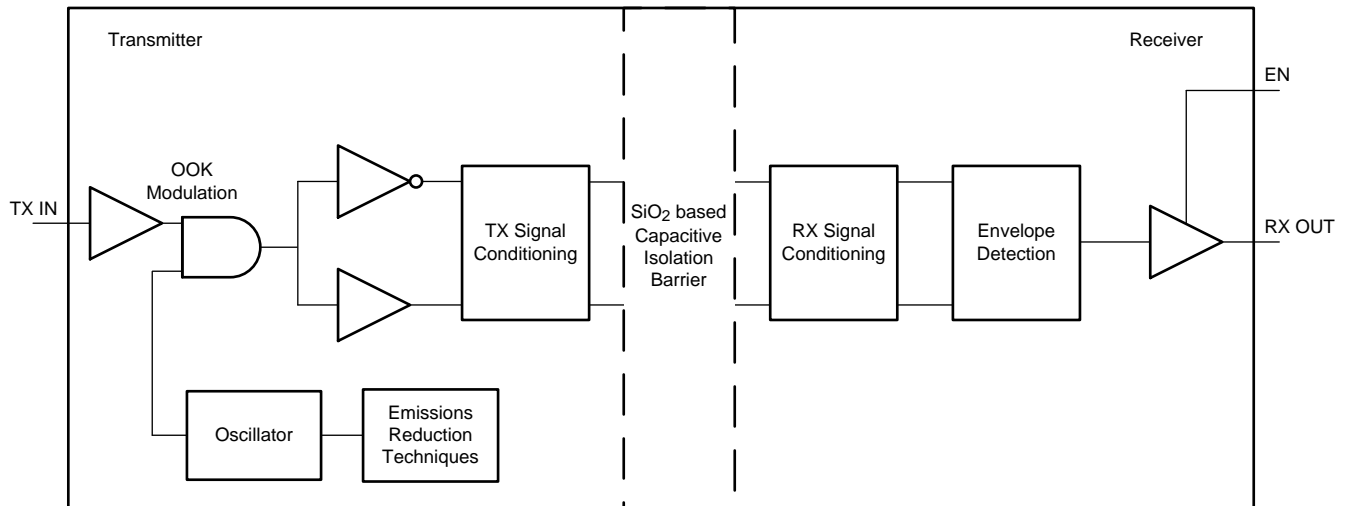 Transmitter
Receiver
EN
OOK
Modulation
TX IN
TX Signal
Conditioning
SiO2 based
Capacitive
Isolation
Barrier
RX Signal
Conditioning
Envelope
Detection
RX OUT
Oscillator
Emissions
Reduction
Techniques